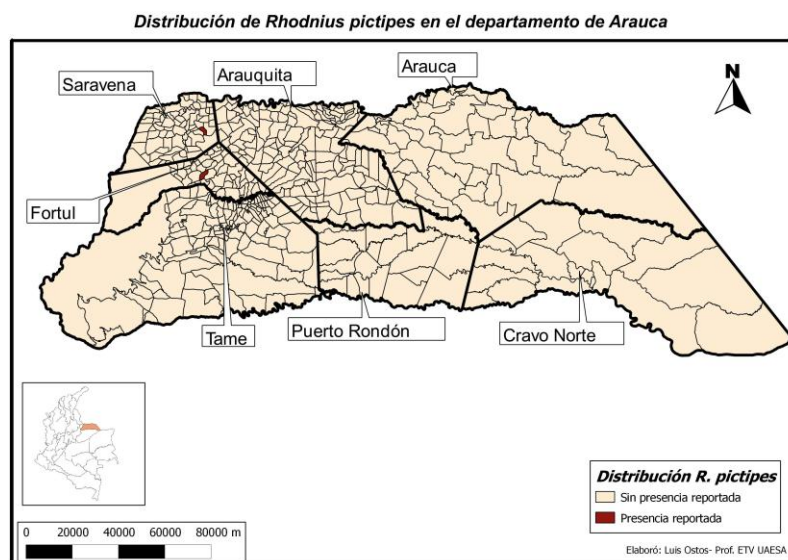 Distribución de Rhodnius pictipes en el departamento de Arauca
Saravena
Arauquita
Arauca
N
Fortul
Tame
Puerto Rondón
Cravo Norte
Distribución R. pictipes
Sin presencia reportada
Presencia reportada
0 20000 40000 60000 80000 m
Elaboró: Luis Ostos- Prof. ETV UAESA